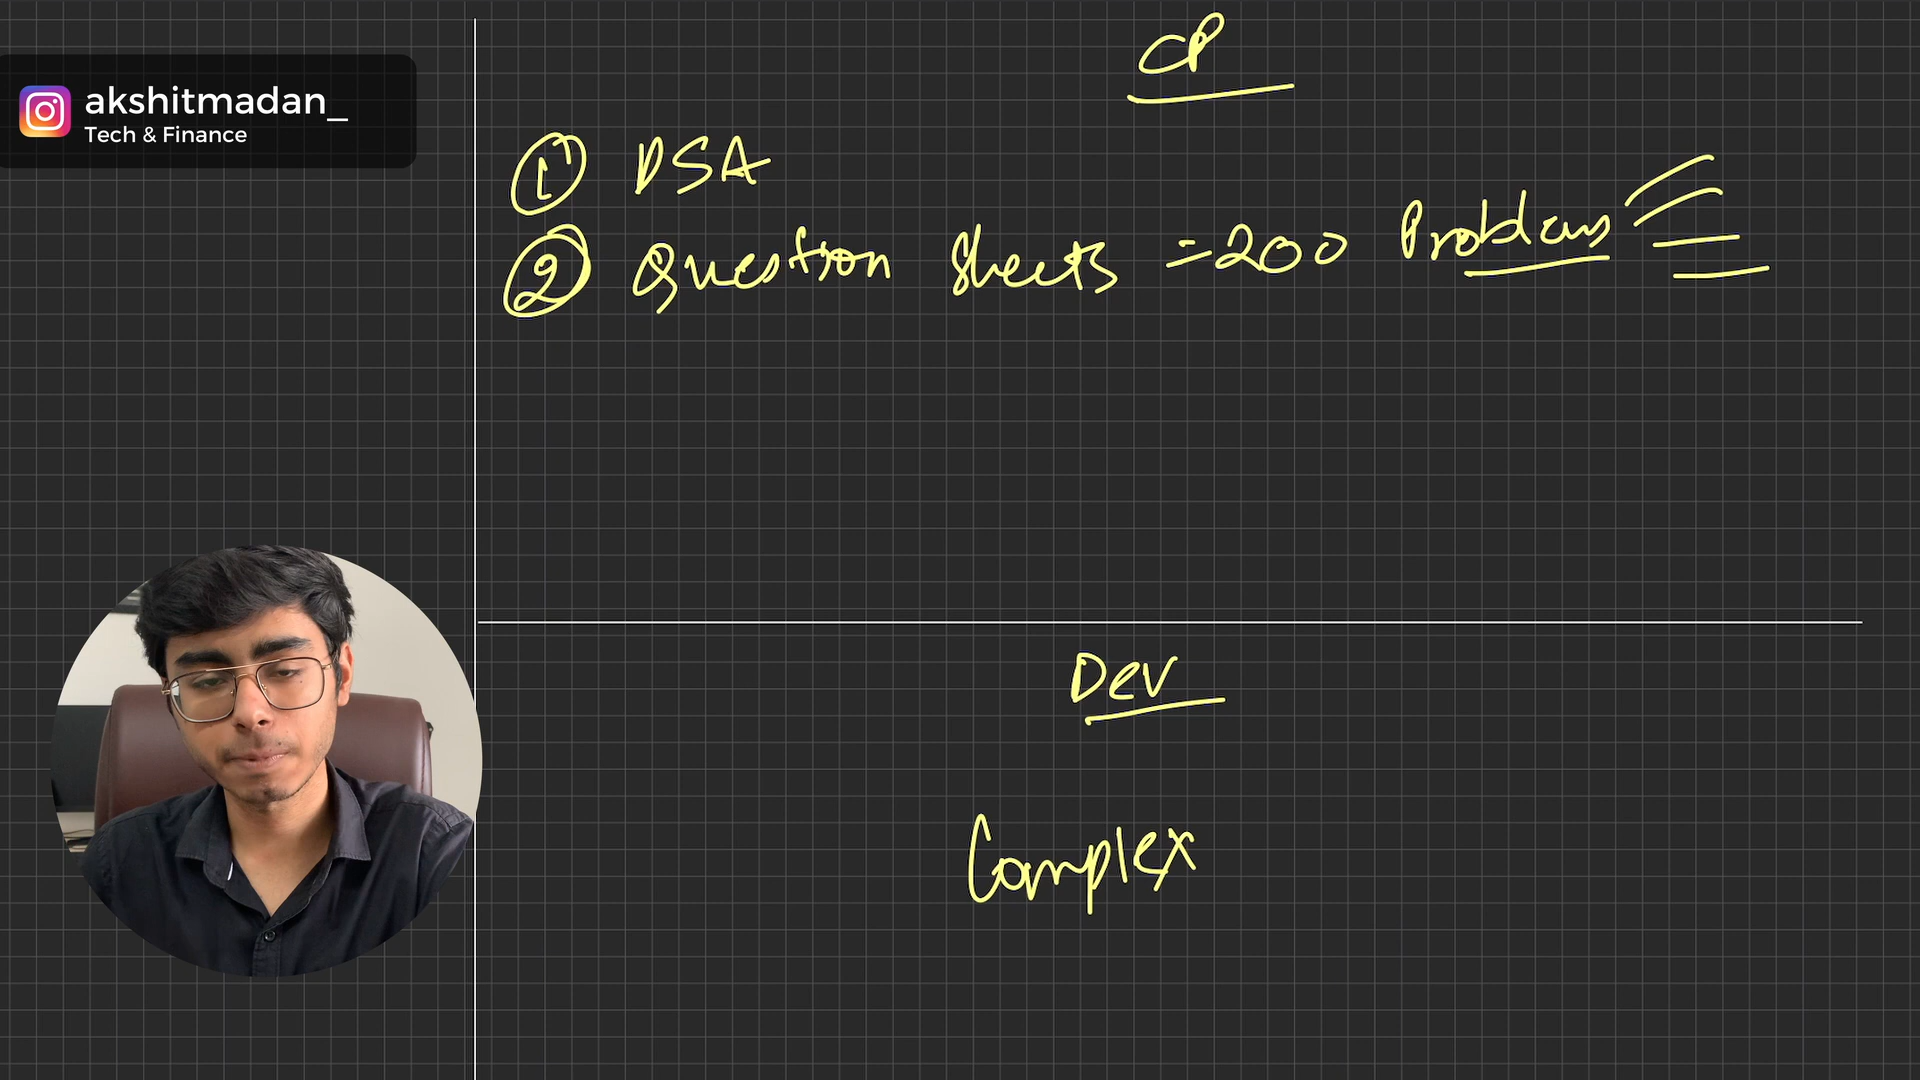 akshitmadan_
Tech & Finance
CP
① DSA
② Question Sheets = 200 Problems
Dev
Complex